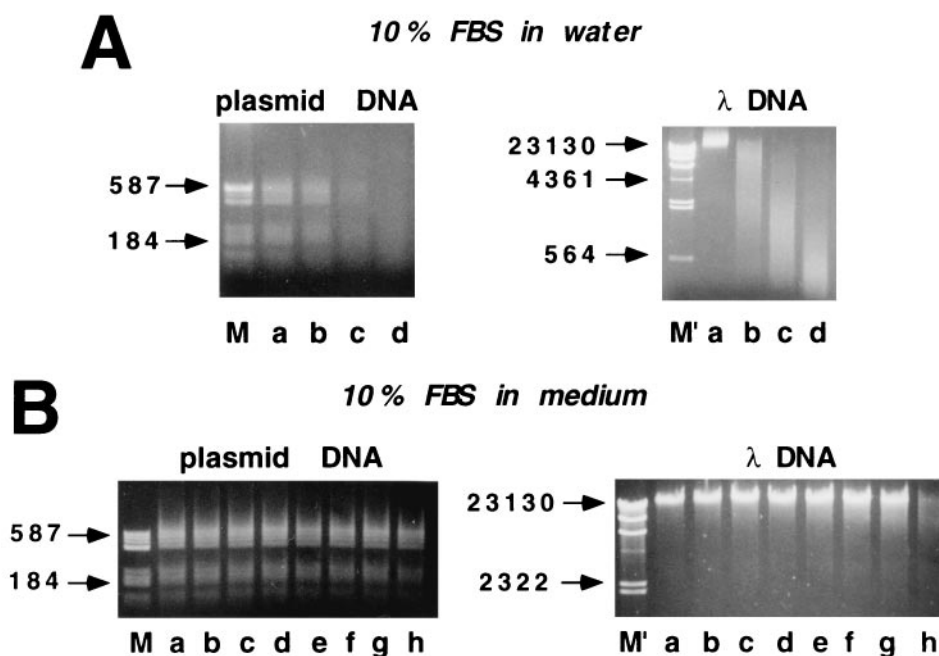 A
10% FBS in water
plasmid DNA
587
184
M a b c d
λ DNA
23130
4361
564
M' a b c d
B
10% FBS in medium
plasmid DNA
587
184
M a b c d e f g h
λ DNA
23130
2322
M' a b c d e f g h